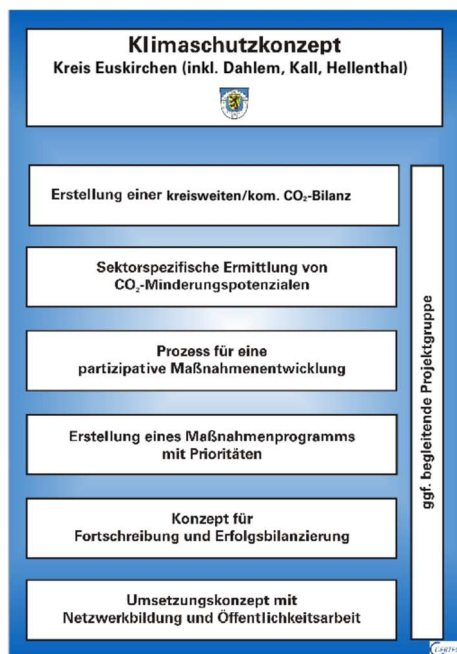 Klimaschutzkonzept
Kreis Euskirchen (inkl. Dahlem, Kall, Hellenthal)
Erstellung einer kreisweiten/kom. CO₂-Bilanz
Sektorspezifische Ermittlung von
CO₂-Minderungspotenzialen
Prozess für eine
partizipative Maßnahmenentwicklung
Erstellung eines Maßnahmenprogramms
mit Prioritäten
Konzept für
Fortschreibung und Erfolgsbilanzierung
Umsetzungskonzept mit
Netzwerkbildung und Öffentlichkeitsarbeit
ggf. begleitende Projektgruppe